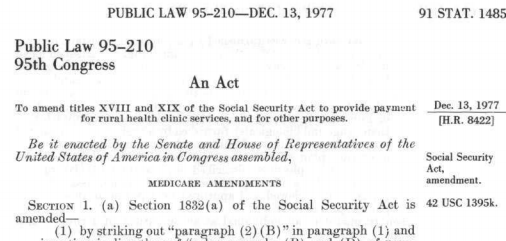 PUBLIC LAW 95–210—DEC. 13, 1977 91 STAT. 1485
Public Law 95–210
95th Congress
An Act
To amend titles XVIII and XIX of the Social Security Act to provide payment
for rural health clinic services, and for other purposes.
Dec. 13, 1977
[H.R. 8422]
Be it enacted by the Senate and House of Representatives of the
United States of America in Congress assembled,
Social Security
Act,
amendment.
MEDICARE AMENDMENTS
SECTION 1. (a) Section 1832(a) of the Social Security Act is
amended—
42 USC 1395k.
(1) by striking out "paragraph (2) (B)" in paragraph (1) and